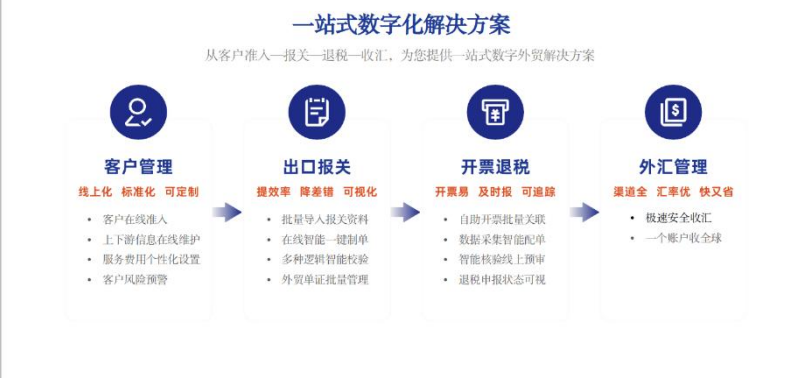 一站式数字化解决方案
从客户准入—报关—退税—收汇，为您提供一站式数字外贸解决方案
客户管理
线上化 标准化 可定制
• 客户在线准入
• 上下游信息在线维护
• 服务费用个性化设置
• 客户风险预警
出口报关
提效率 降差错 可视化
• 批量导入报关资料
• 在线智能一键制单
• 多种逻辑智能校验
• 外贸单证批量管理
开票退税
开票易 及时报 可追踪
• 自助开票批量关联
• 数据采集智能配单
• 智能核验线上预审
• 退税申报状态可视
外汇管理
渠道全 汇率优 快又省
• 极速安全收汇
• 一个账户收全球